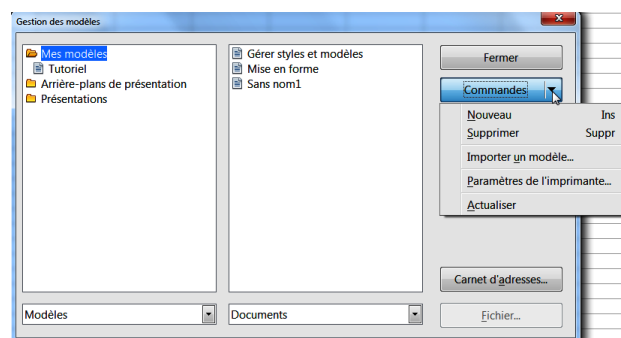 Gestion des modèles
Mes modèles
Tutoriel
Arrière-plans de présentation
Présentations
Gérer styles et modèles
Mise en forme
Sans nom1
Fermer
Commandes
Nouveau Ins
Supprimer Suppr
Importer un modèle...
Paramètres de l'imprimante...
Actualiser
Carnet d'adresses...
Modèles
Documents
Fichier...